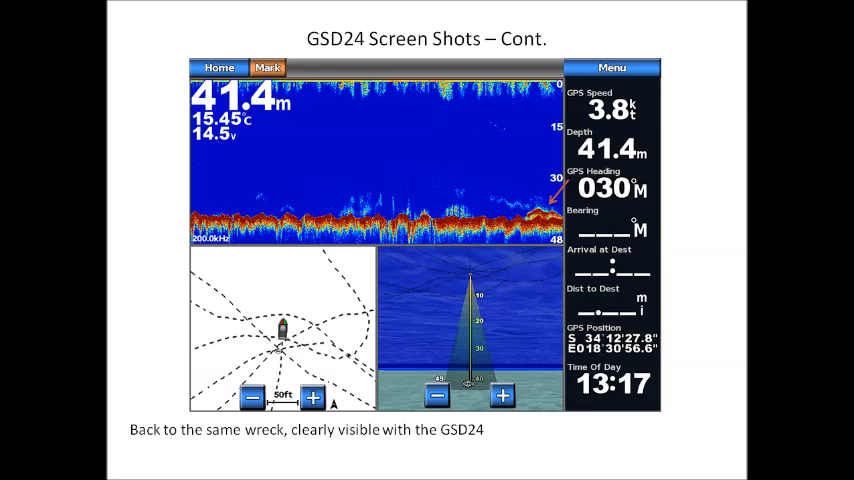 GSD24 Screen Shots – Cont.
Home Mark Menu
41.4m
15.45°C
14.5v
0
15
30
48
200.0kHz
GPS Speed
3.8kt
Depth
41.4m
GPS Heading
030°M
Bearing
___°M
Arrival at Dest
__:__
Dist to Dest
_.__mi
GPS Position
S 34°12'27.8"
E018°30'56.6"
Time Of Day
13:17
50ft
10
20
30
40
49
Back to the same wreck, clearly visible with the GSD24